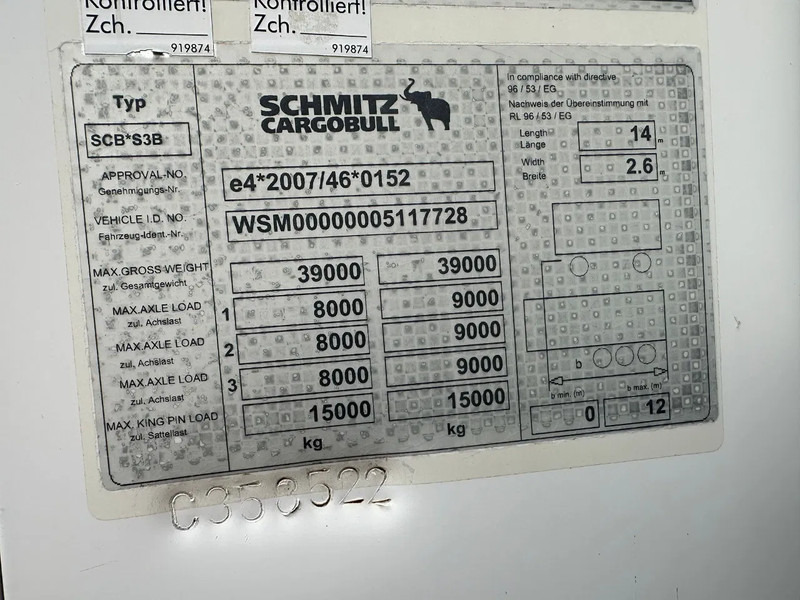 Kontrolliert! Kontrolliert!
Zch. Zch.
919874 919874
Typ
SCB*S3B
SCHMITZ
CARGOBULL
In compliance with directive
96 / 53 / EG
Nachweis der Übereinstimmung mit
RL 96 / 53 / EG
Length 14 m
Länge
Width 2.6 m
Breite
APPROVAL-NO. e4*2007/46*0152
Genehmigungs-Nr.
VEHICLE I.D. NO. WSM00000005117728
Fahrzeug-Ident.-Nr.
MAX.GROSS WEIGHT 39000 39000
zul. Gesamtgewicht
MAX.AXLE LOAD 1 8000 9000
zul. Achslast
MAX.AXLE LOAD 2 8000 9000
zul. Achslast
MAX.AXLE LOAD 3 8000 9000
zul. Achslast
MAX. KING PIN LOAD 15000 15000
zul. Sattellast
kg kg
b
b min. (m) b max. (m)
0 12